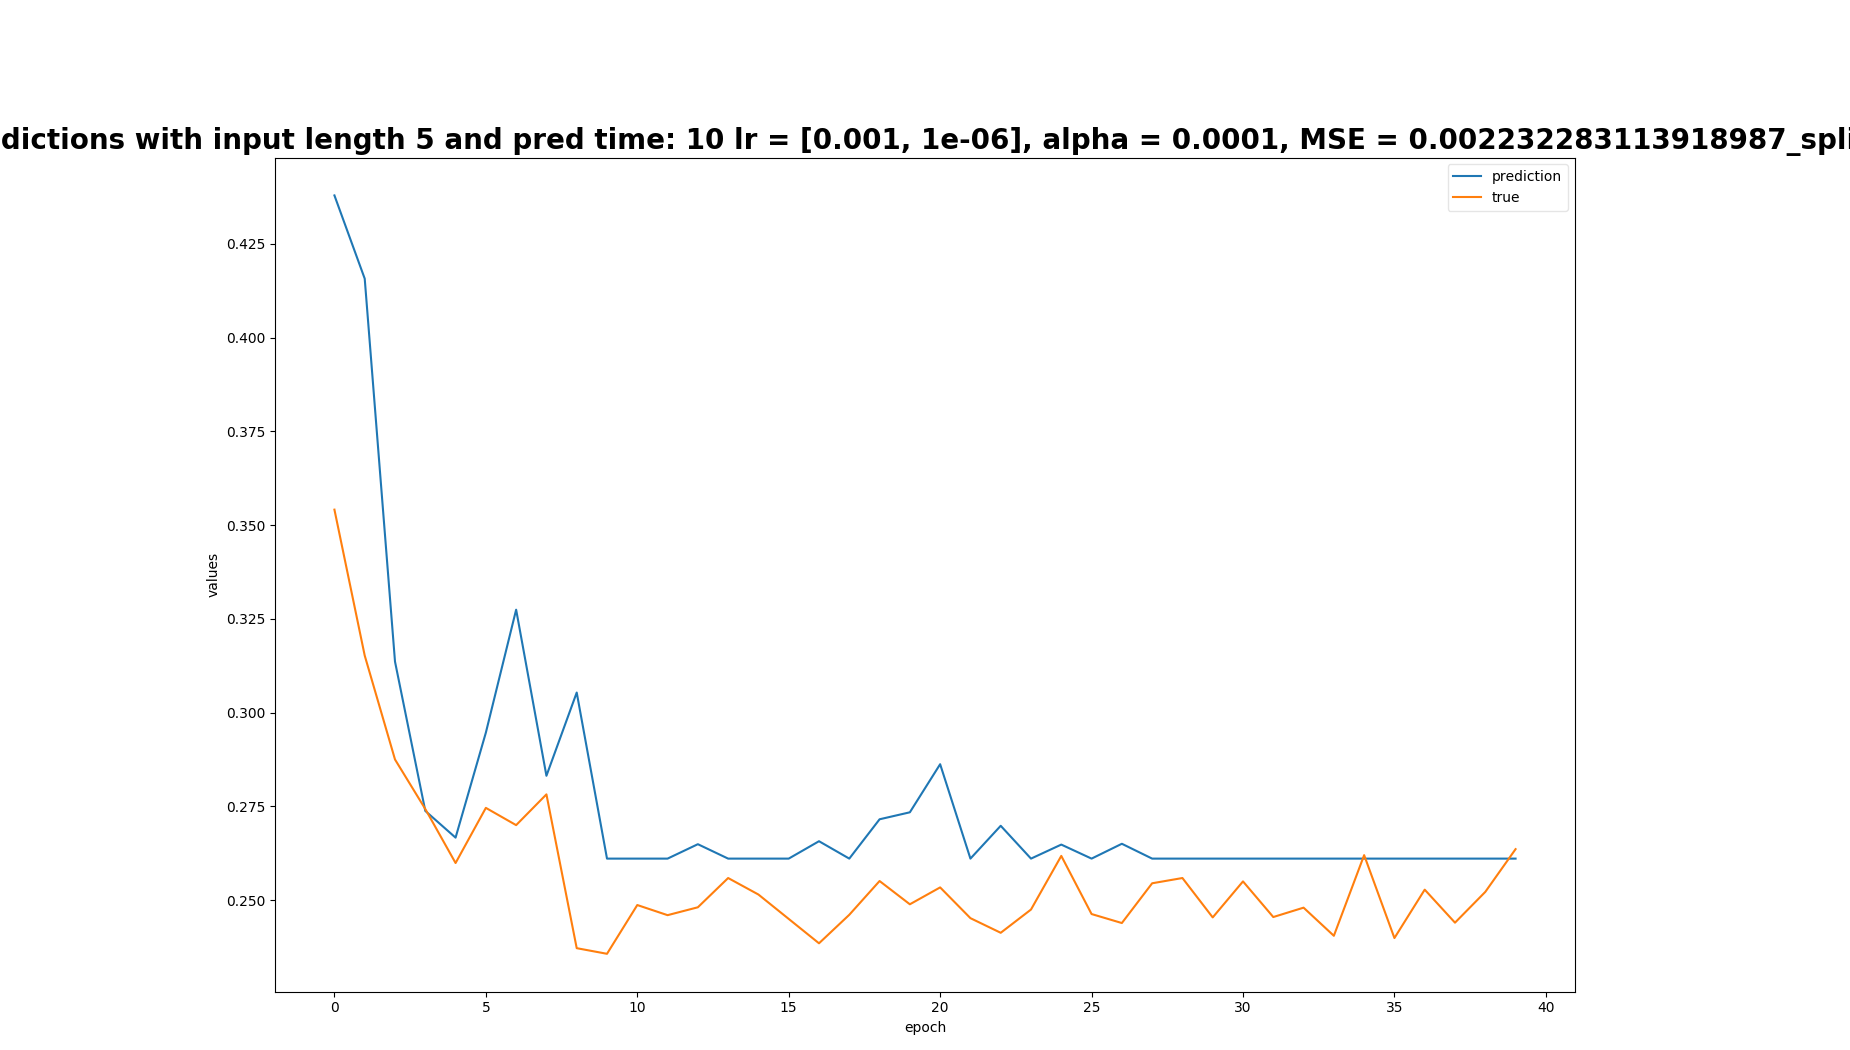 dictions with input length 5 and pred time: 10 lr = [0.001, 1e-06], alpha = 0.0001, MSE = 0.002232283113918987_spli
prediction
true
0.425
0.400
0.375
0.350
0.325
0.300
0.275
0.250
values
0 5 10 15 20 25 30 35 40
epoch